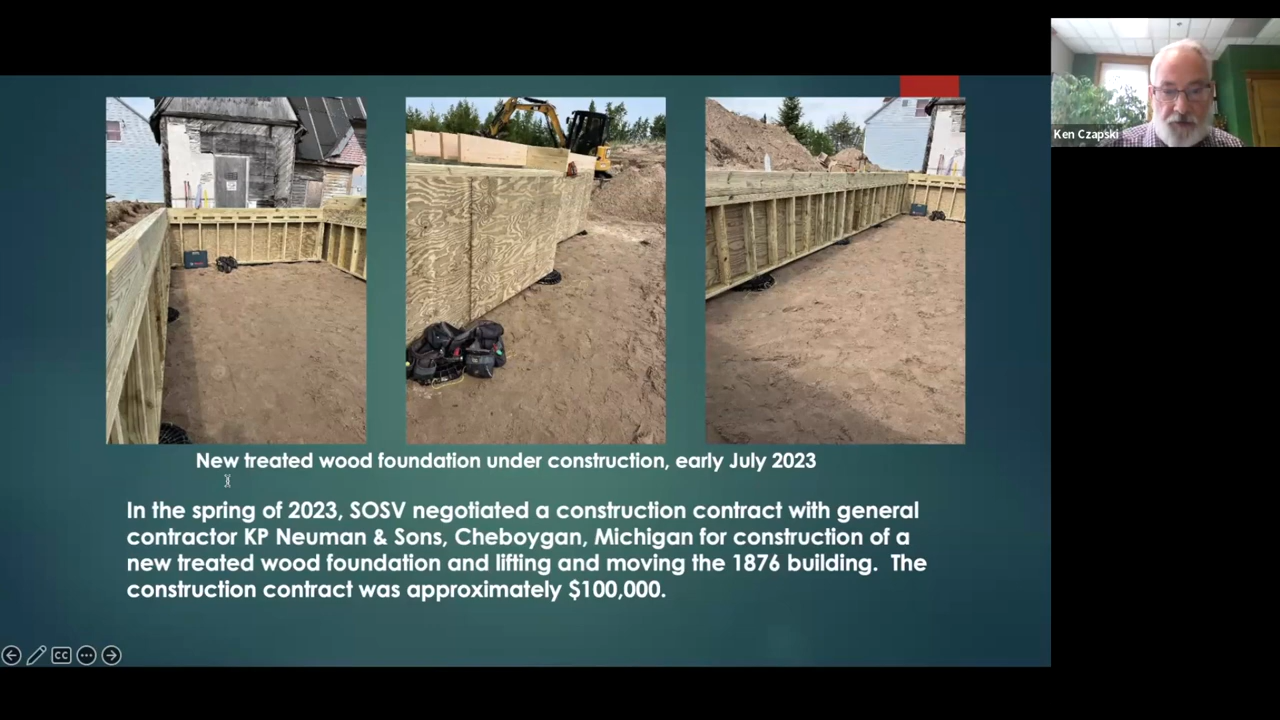 Ken Czapski
New treated wood foundation under construction, early July 2023
In the spring of 2023, SOSV negotiated a construction contract with general
contractor KP Neuman & Sons, Cheboygan, Michigan for construction of a
new treated wood foundation and lifting and moving the 1876 building.  The
construction contract was approximately $100,000.
CC